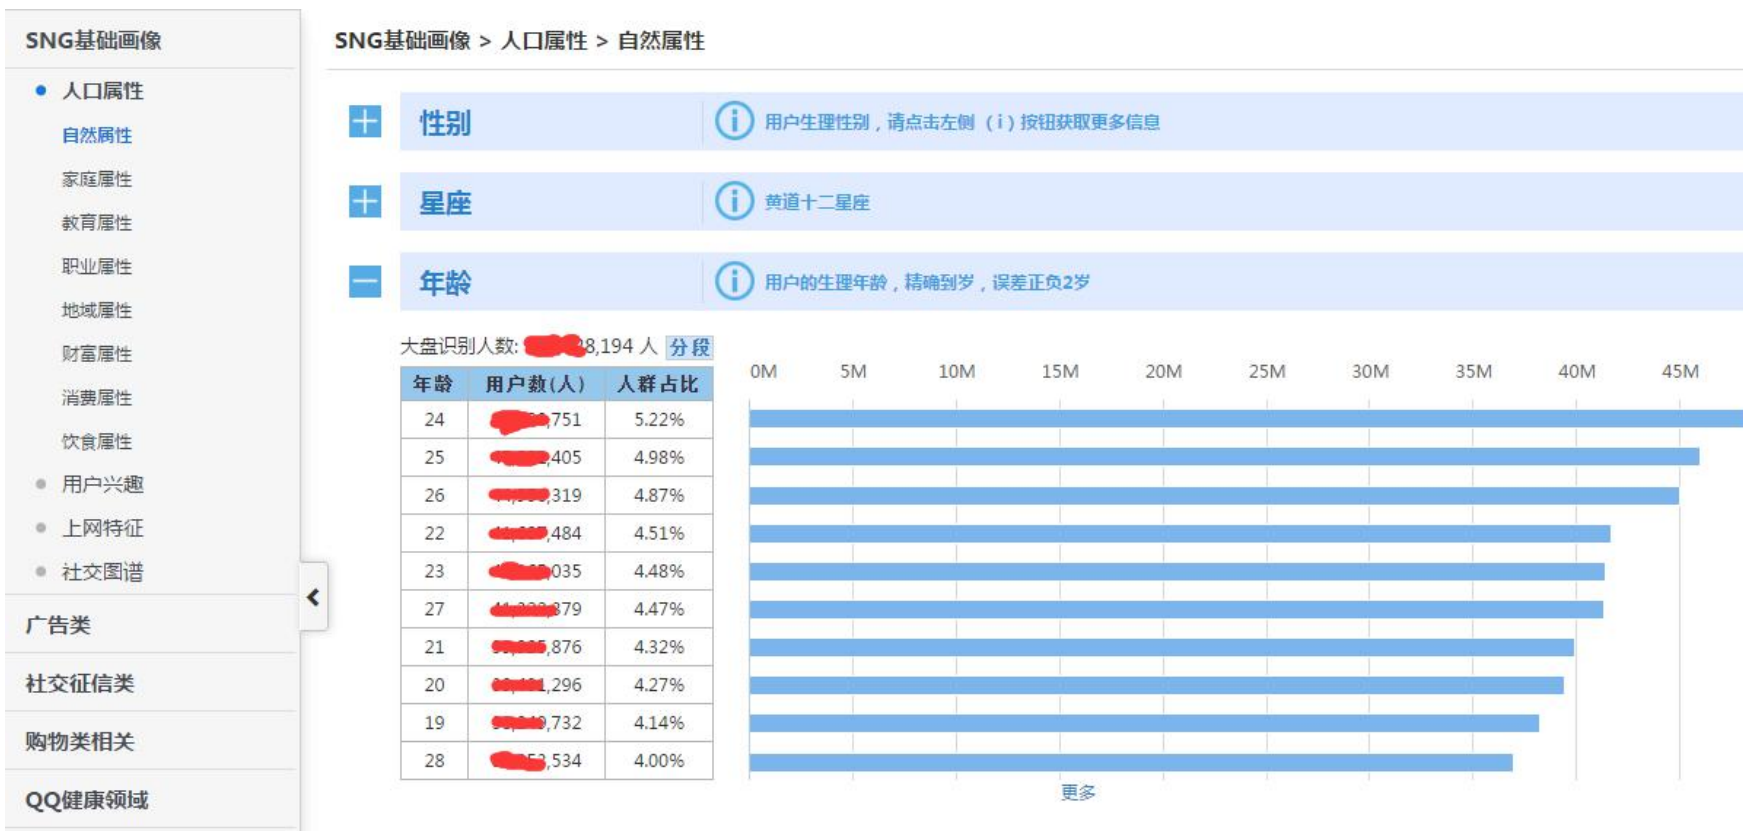 SNG基础画像
人口属性
自然属性
家庭属性
教育属性
职业属性
地域属性
财富属性
消费属性
饮食属性
用户兴趣
上网特征
社交图谱
广告类
社交征信类
购物类相关
QQ健康领域
SNG基础画像 > 人口属性 > 自然属性
性别 用户生理性别，请点击左侧（i）按钮获取更多信息
星座 黄道十二星座
年龄 用户的生理年龄，精确到岁，误差正负2岁
大盘识别人数: 8,194 人 分段
年龄 用户数(人) 人群占比
24 ,751 5.22%
25 ,405 4.98%
26 ,319 4.87%
22 ,484 4.51%
23 ,035 4.48%
27 379 4.47%
21 ,876 4.32%
20 ,296 4.27%
19 ,732 4.14%
28 ,534 4.00%
0M 5M 10M 15M 20M 25M 30M 35M 40M 45M
更多